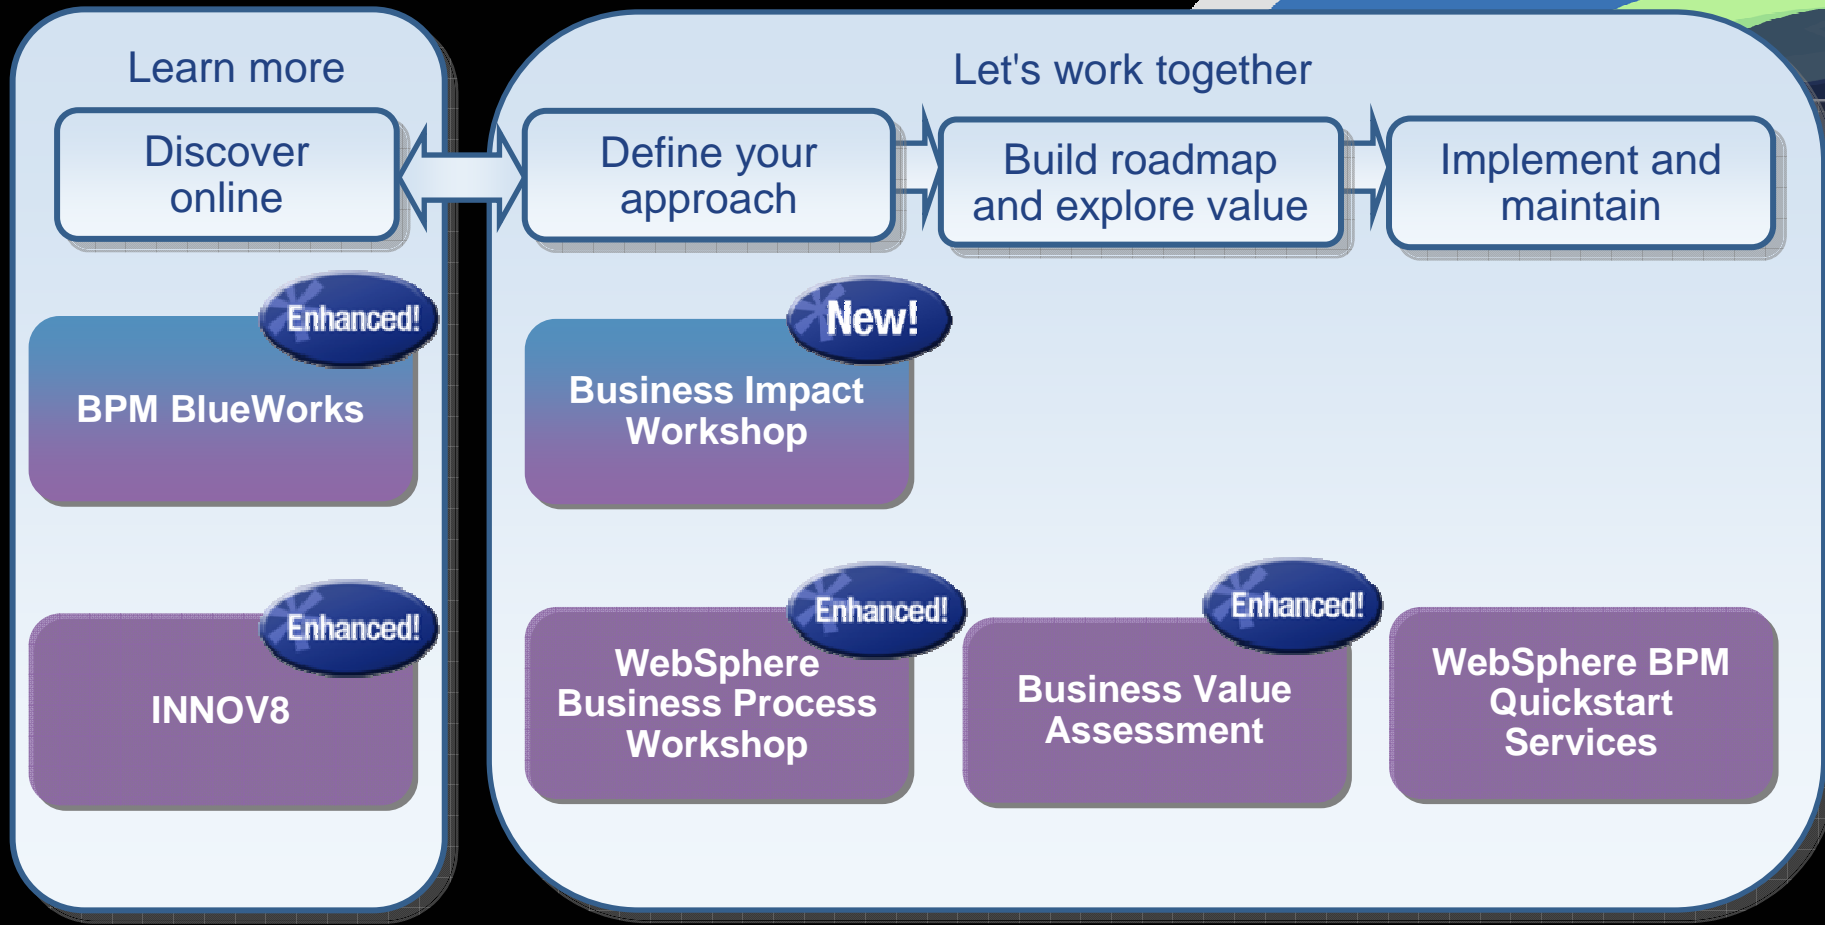 Learn more
Let's work together
Discover
online
Define your
approach
Build roadmap
and explore value
Implement and
maintain
Enhanced!
BPM BlueWorks
New!
Business Impact
Workshop
Enhanced!
INNOV8
Enhanced!
WebSphere
Business Process
Workshop
Enhanced!
Business Value
Assessment
WebSphere BPM
Quickstart
Services